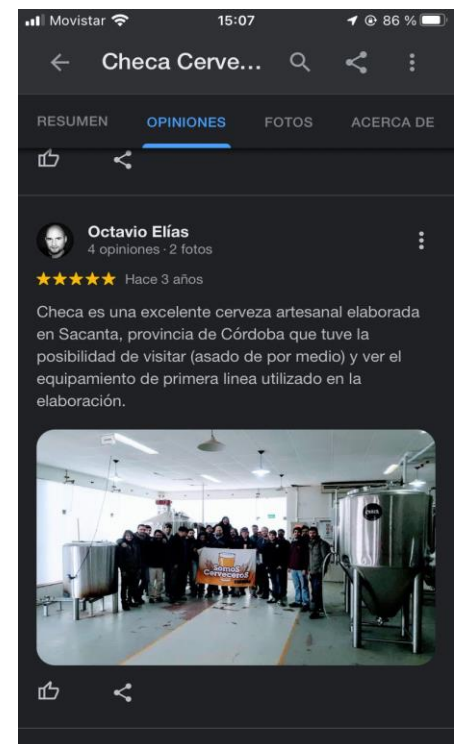 Movistar 15:07 86 %
Checa Cerve...
RESUMEN OPINIONES FOTOS ACERCA DE
Octavio Elías
4 opiniones · 2 fotos
Hace 3 años
Checa es una excelente cerveza artesanal elaborada
en Sacanta, provincia de Córdoba que tuve la
posibilidad de visitar (asado de por medio) y ver el
equipamiento de primera linea utilizado en la
elaboración.
Somos
Cerveceros